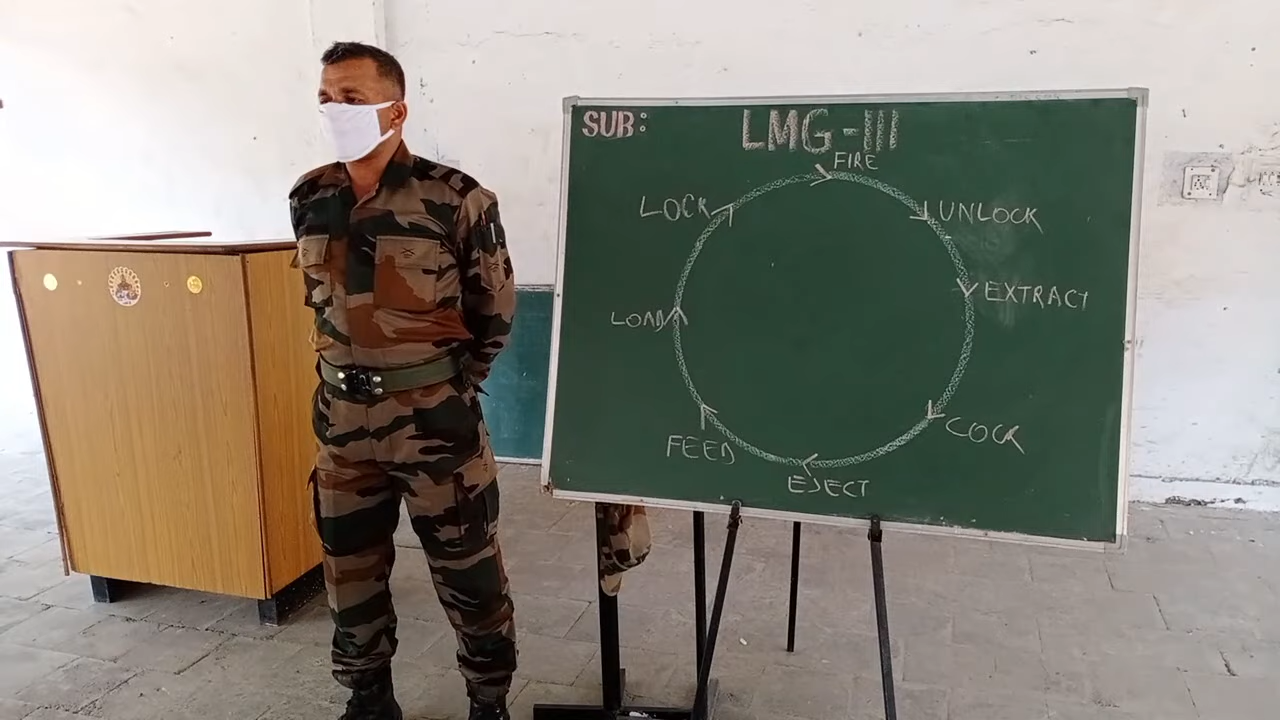 SUB: LMG-III
FIRE
UNLOCK
EXTRACT
COCK
EJECT
FEED
LOAD
LOCK